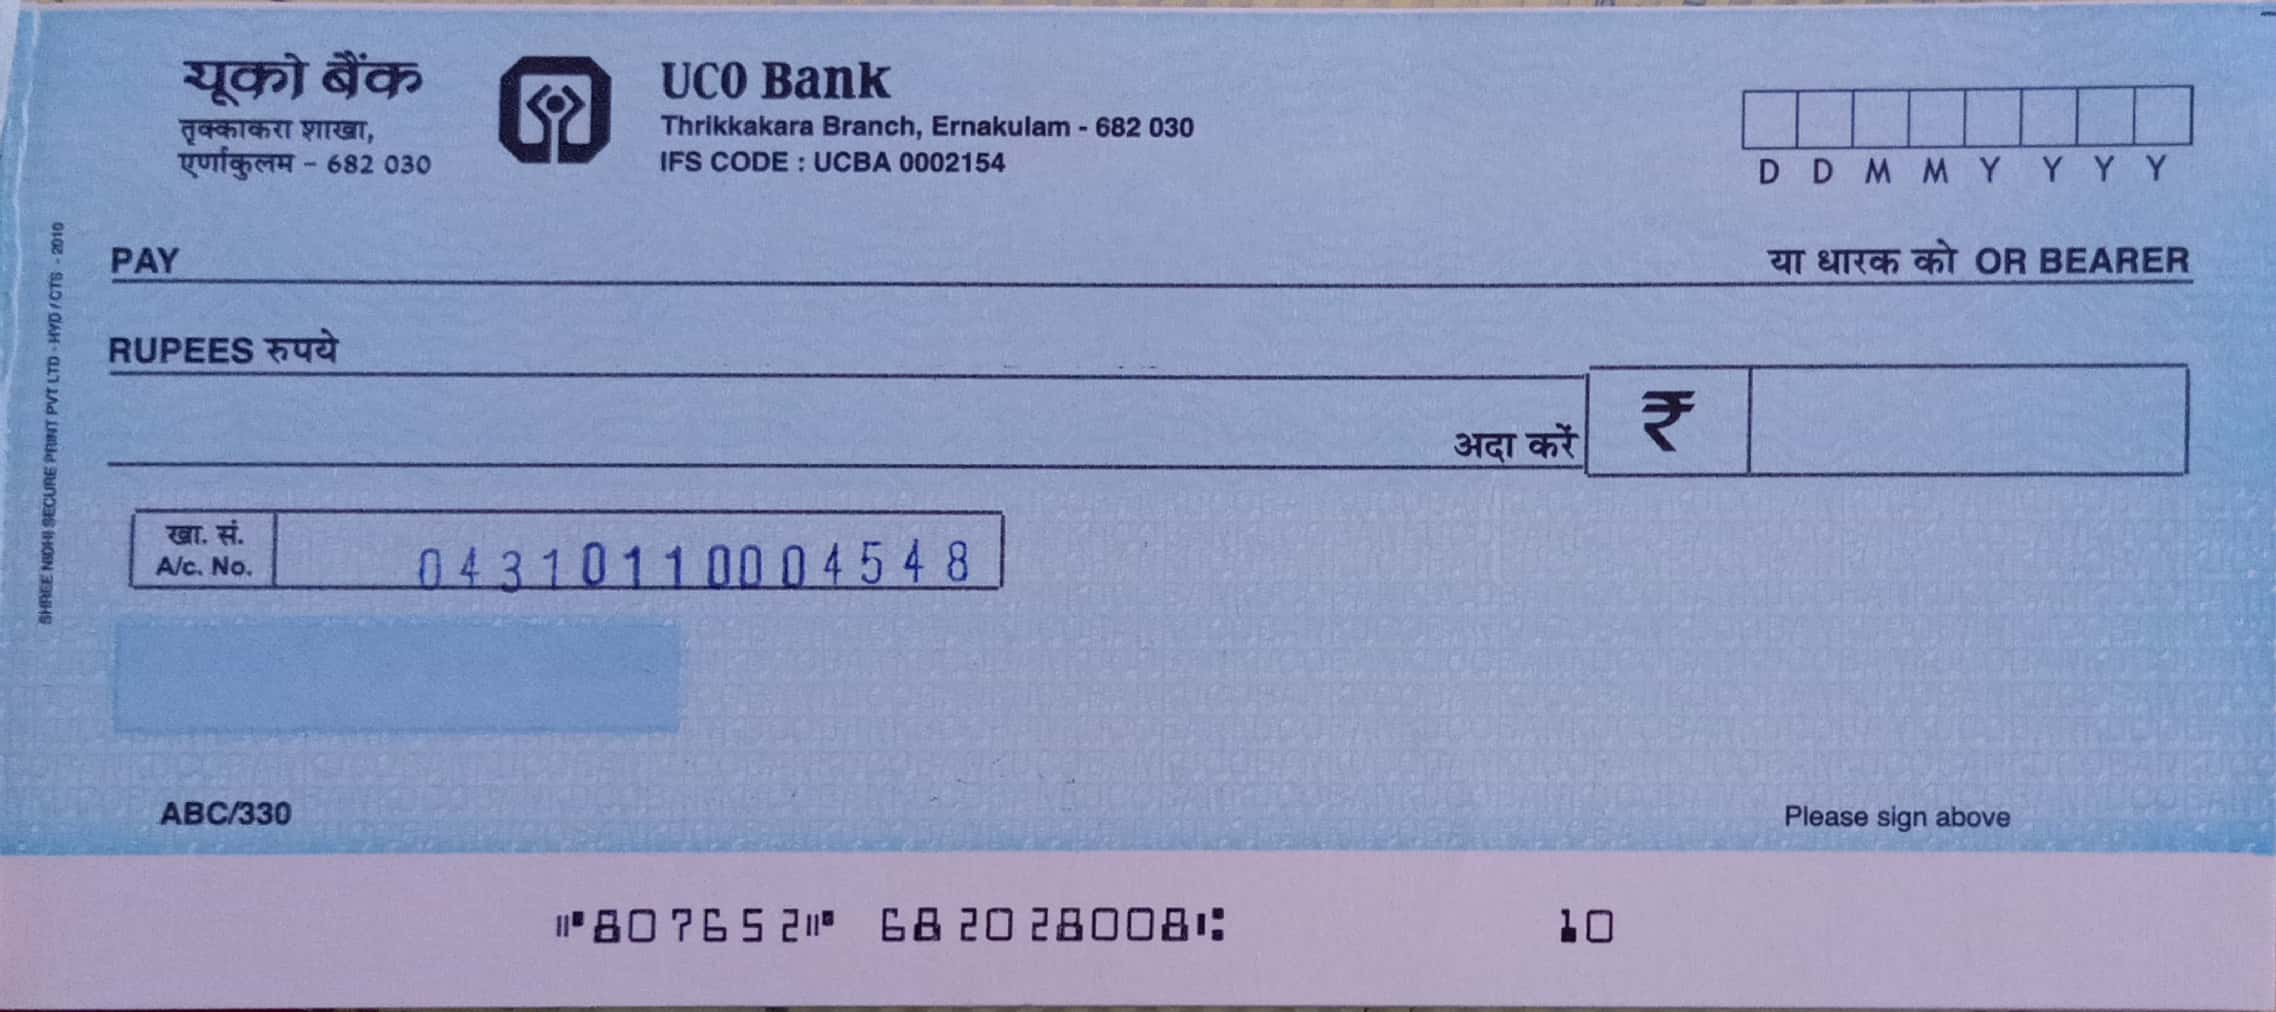 यूको बैंक
तृक्काकरा शाखा,
एर्णाकुलम – 682 030
UCO Bank
Thrikkakara Branch, Ernakulam - 682 030
IFS CODE : UCBA 0002154
D D M M Y Y Y Y
PAY या धारक को OR BEARER
RUPEES रुपये
अदा करें ₹
खा. सं.
A/c. No. 04310110004548
SHREE NIDHI SECURE PRINT PVT LTD - HYD / CTS - 2010
ABC/330
Please sign above
⑈807652⑈ 682028008⑆ 10